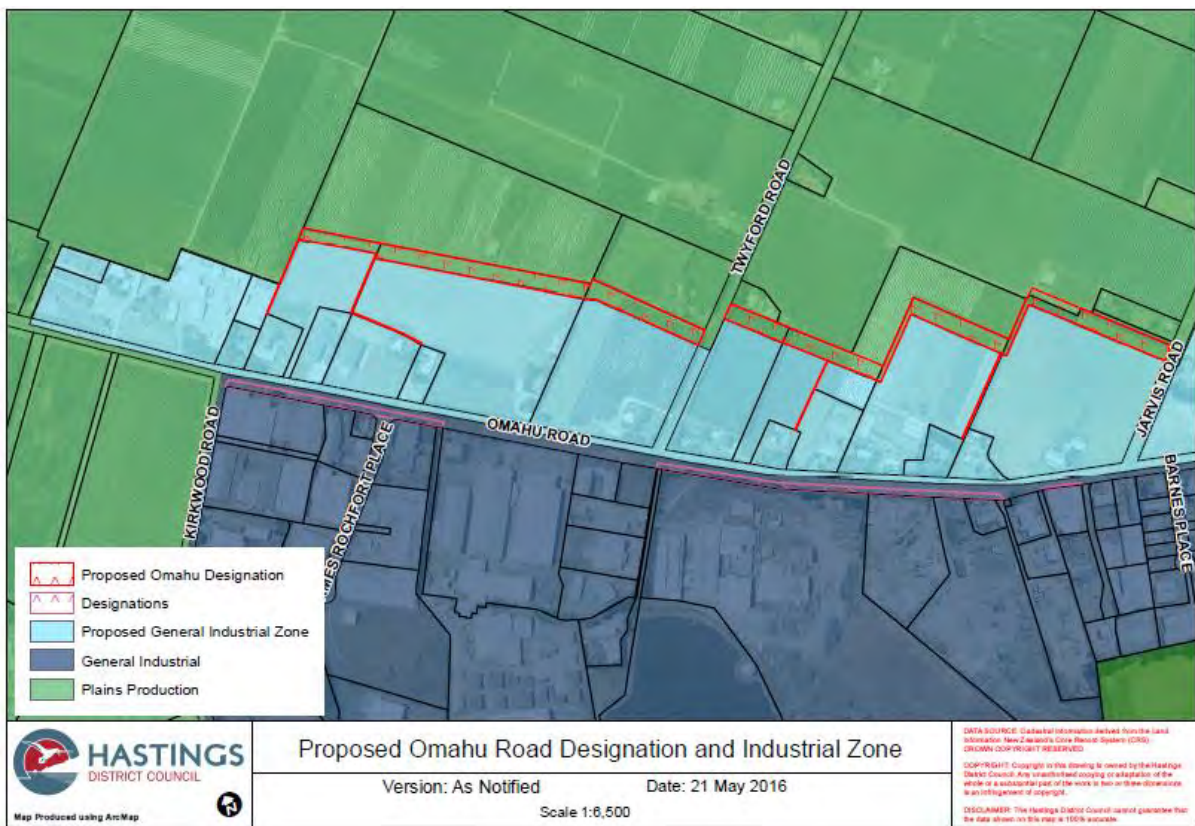 TWYFORD ROAD
OMAHU ROAD
JARVIS ROAD
BARNES PLACE
KIRKWOOD ROAD
MES ROCHFORT PLACE
Proposed Omahu Designation
Designations
Proposed General Industrial Zone
General Industrial
Plains Production
HASTINGS
DISTRICT COUNCIL
Map Produced using ArcMap
Proposed Omahu Road Designation and Industrial Zone
Version: As Notified Date: 21 May 2016
Scale 1:6,500
DATA SOURCE: Cadastral information derived from the Land
Information New Zealand's Core Record System (CRS)
CROWN COPYRIGHT RESERVED
COPYRIGHT: Copyright in this drawing is owned by the Hastings
District Council. Any unauthorised copying or adaptation of the
whole or a substantial part of the work in two or three dimensions
is an infringement of copyright.
DISCLAIMER: The Hastings District Council cannot guarantee that
the data shown on this map is 100% accurate.